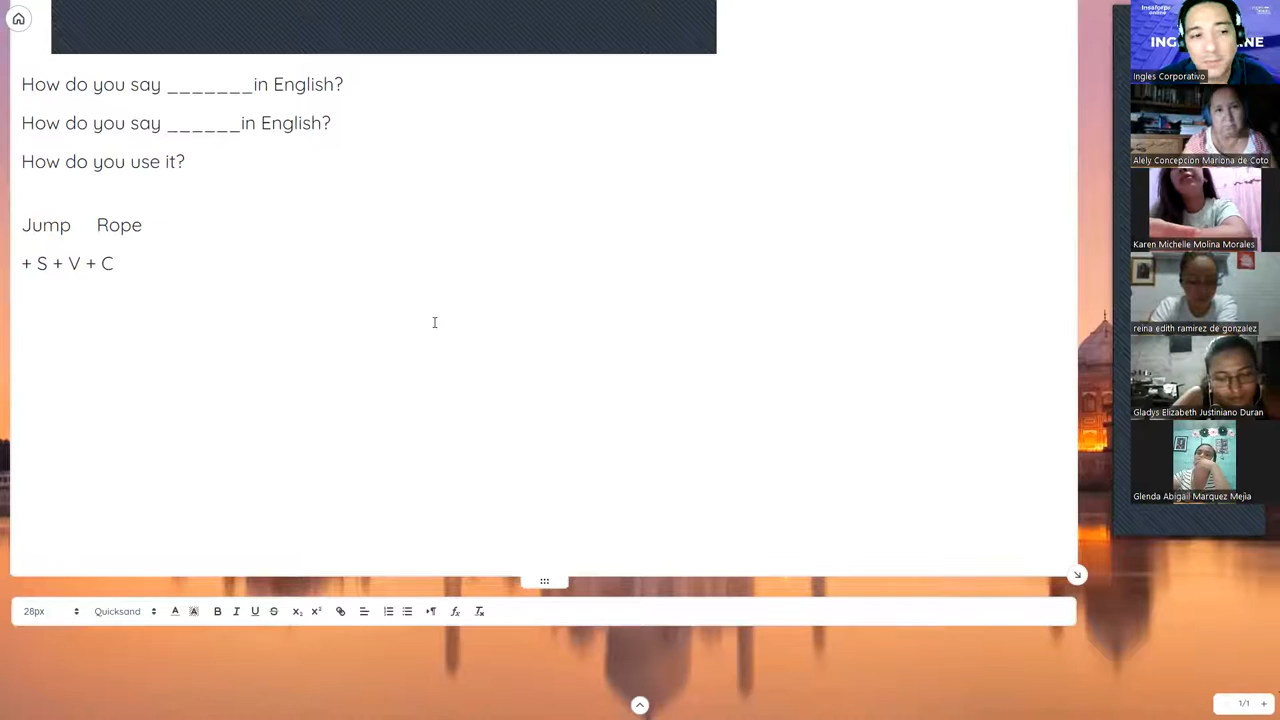 How do you say _______in English?
How do you say ______in English?
How do you use it?
Jump Rope
+ S + V + C
28px
Quicksand
1/1
Insaforp
online
Ingles Corporativo
Alely Concepcion Mariona de Coto
Karen Michelle Molina Morales
reina edith ramirez de gonzalez
Gladys Elizabeth Justiniano Duran
Glenda Abigail Marquez Mejia